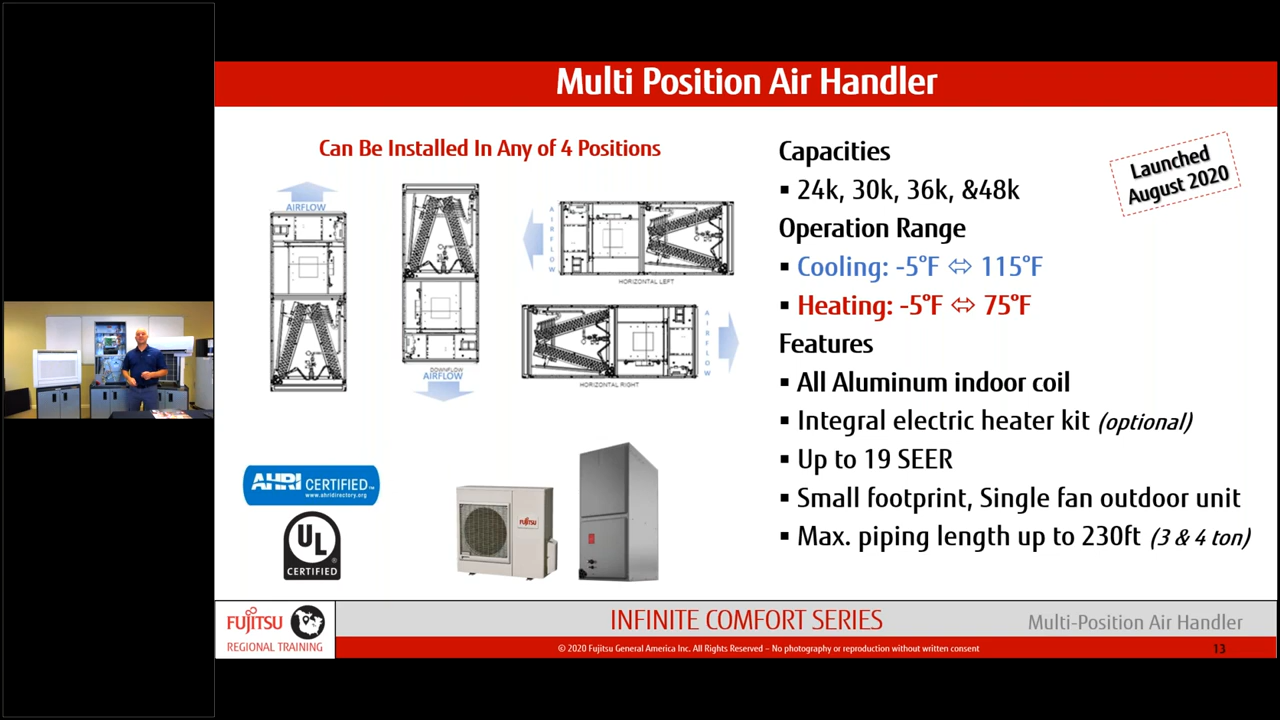 Multi Position Air Handler
Can Be Installed In Any of 4 Positions
AIRFLOW
DOWNFLOW
AIRFLOW
AIRFLOW
HORIZONTAL LEFT
AIRFLOW
HORIZONTAL RIGHT
AHRI CERTIFIED™
www.ahridirectory.org
UL
®
CERTIFIED
FUJITSU
Capacities
▪ 24k, 30k, 36k, &48k
Operation Range
▪ Cooling: -5°F ⇔ 115°F
▪ Heating: -5°F ⇔ 75°F
Features
▪ All Aluminum indoor coil
▪ Integral electric heater kit (optional)
▪ Up to 19 SEER
▪ Small footprint, Single fan outdoor unit
▪ Max. piping length up to 230ft (3 & 4 ton)
Launched
August 2020
FUJITSU
REGIONAL TRAINING
INFINITE COMFORT SERIES
Multi-Position Air Handler
© 2020 Fujitsu General America Inc. All Rights Reserved – No photography or reproduction without written consent
13